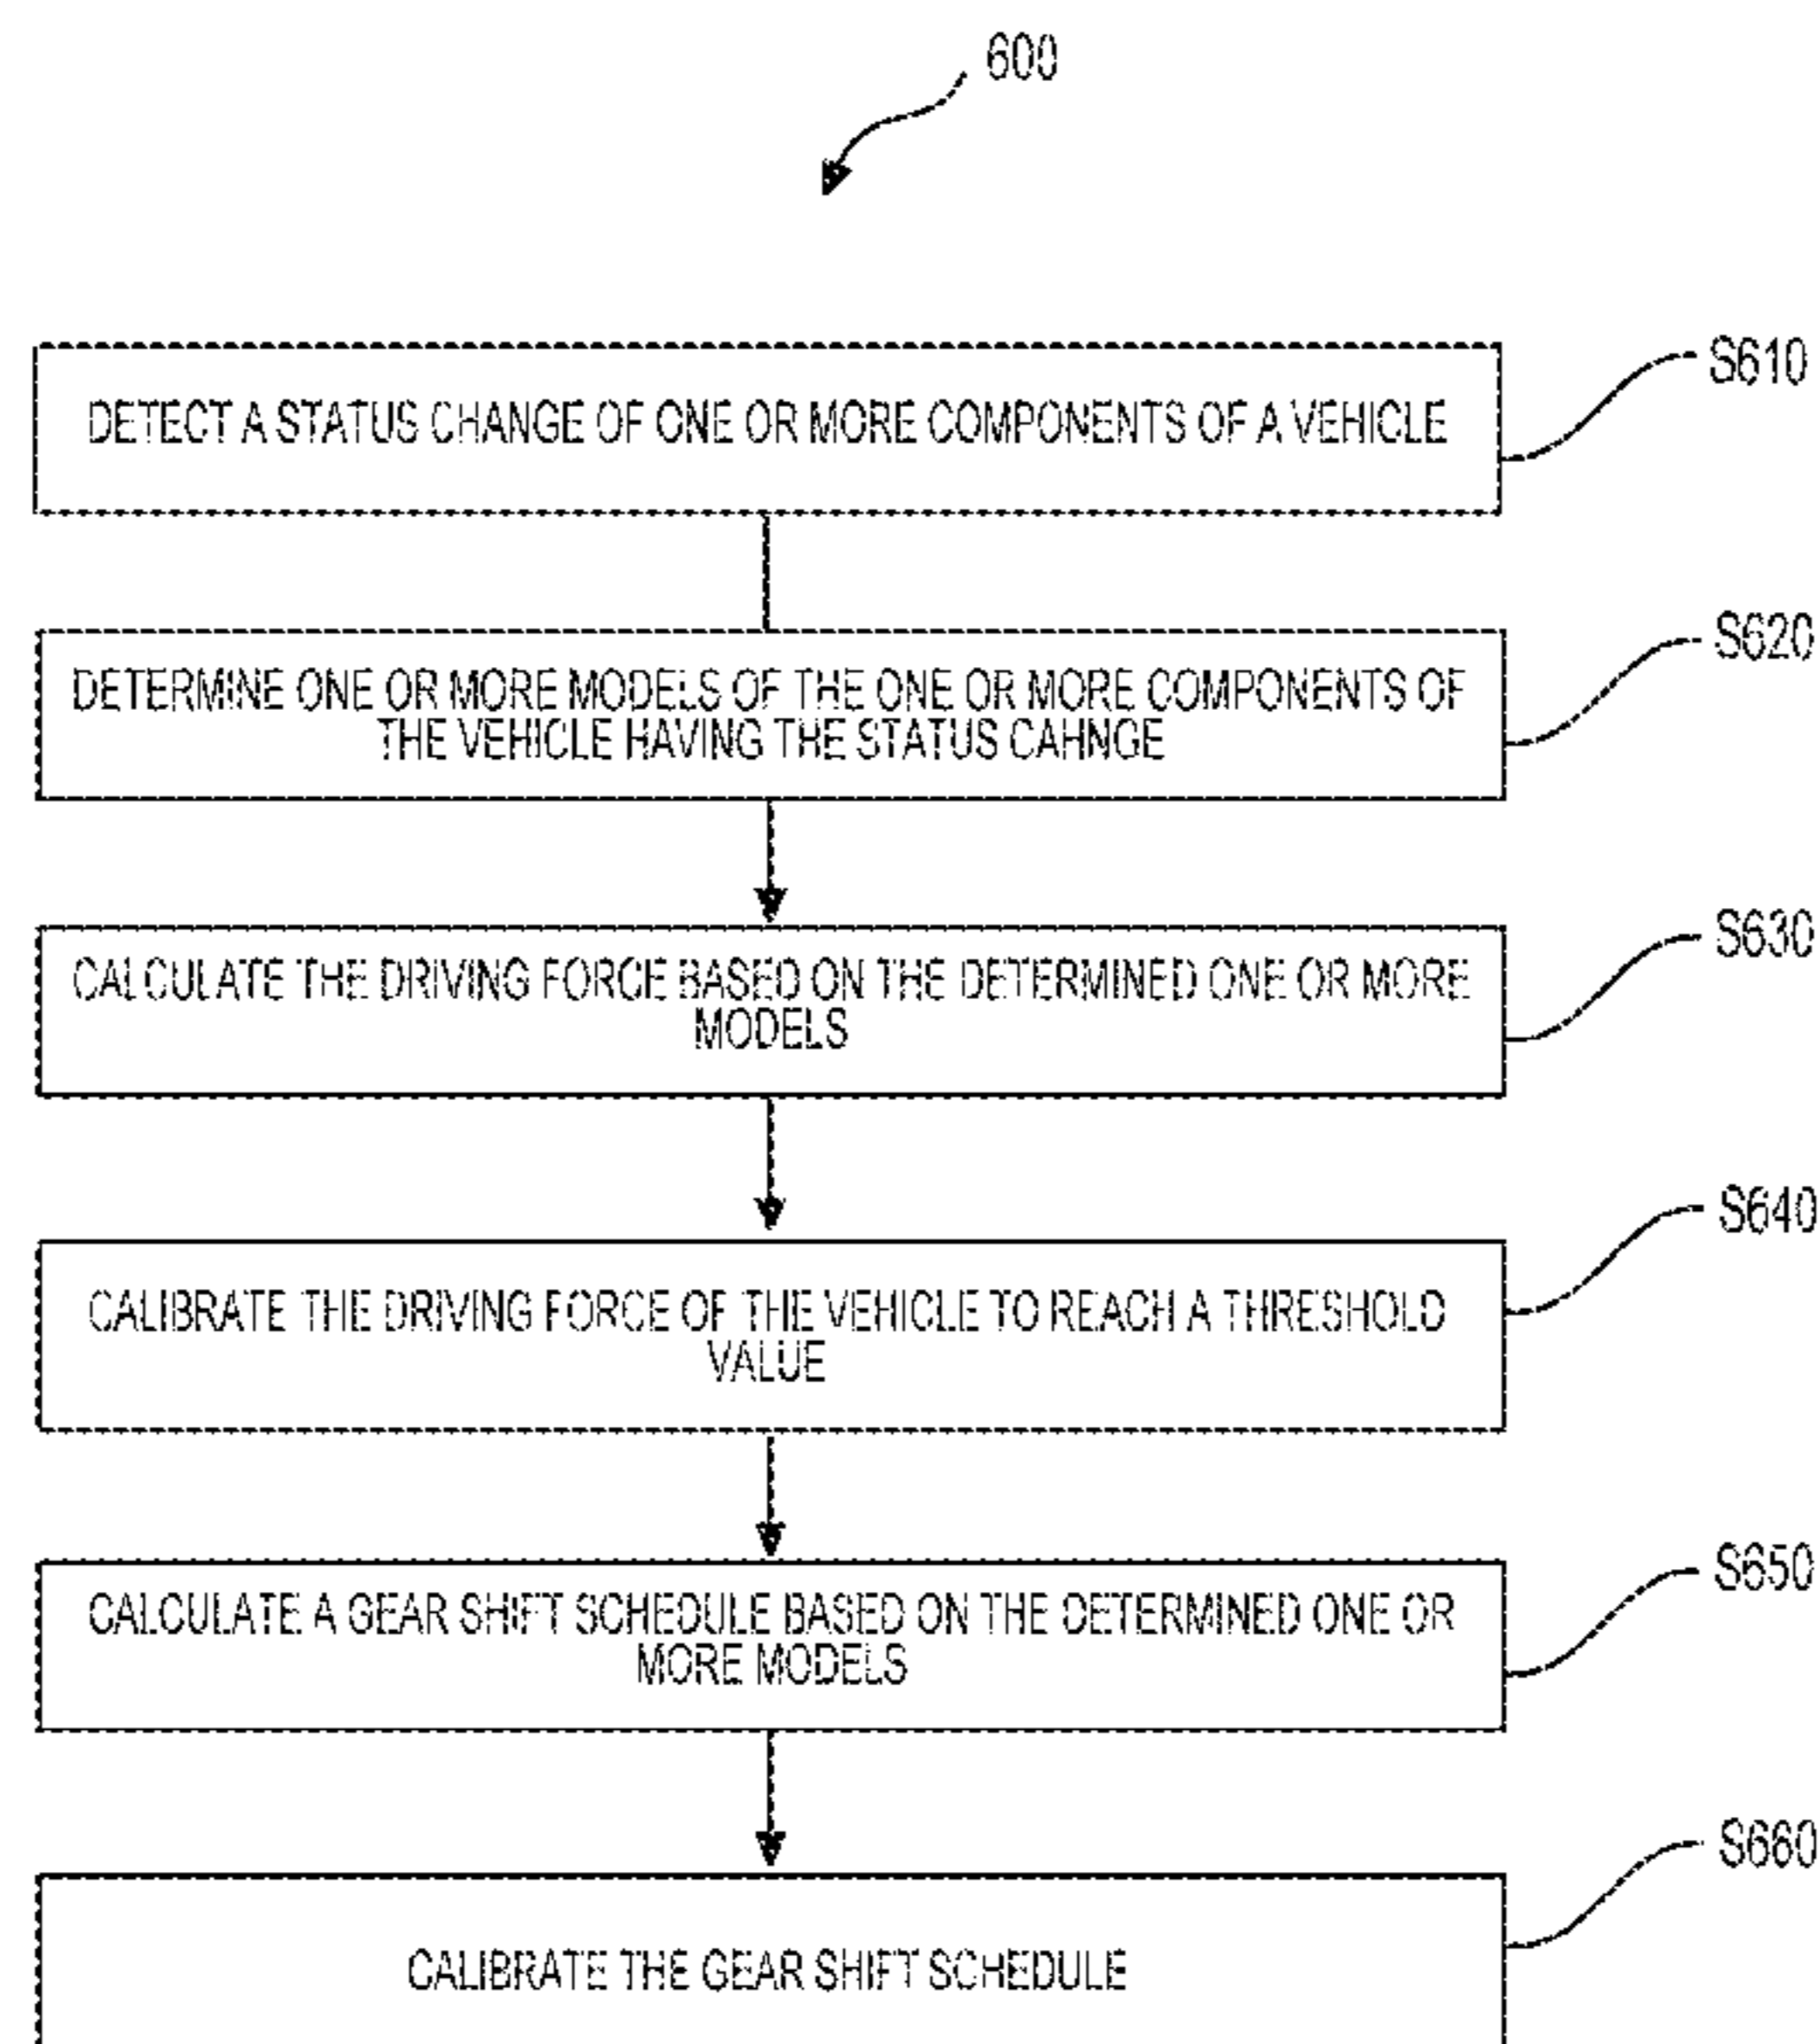 600
S610
DETECT A STATUS CHANGE OF ONE OR MORE COMPONENTS OF A VEHICLE
S620
DETERMINE ONE OR MORE MODELS OF THE ONE OR MORE COMPONENTS OF
THE VEHICLE HAVING THE STATUS CAHNGE
S630
CALCULATE THE DRIVING FORCE BASED ON THE DETERMINED ONE OR MORE
MODELS
S640
CALIBRATE THE DRIVING FORCE OF THE VEHICLE TO REACH A THRESHOLD
VALUE
S650
CALCULATE A GEAR SHIFT SCHEDULE BASED ON THE DETERMINED ONE OR
MORE MODELS
S660
CALIBRATE THE GEAR SHIFT SCHEDULE